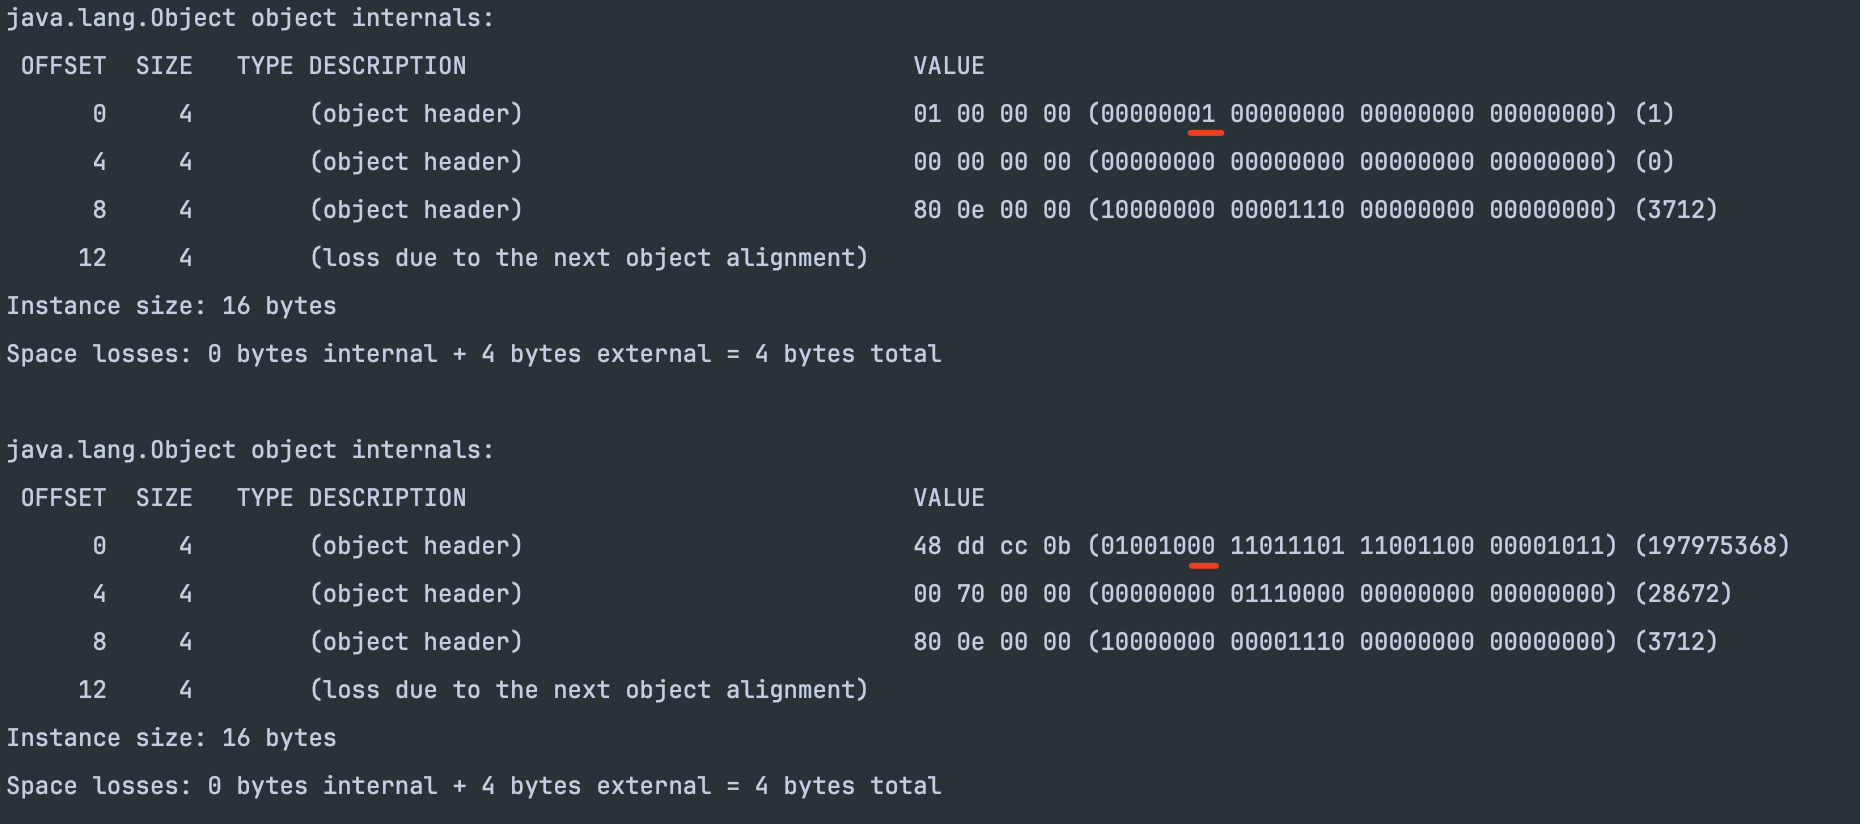 java.lang.Object object internals:
OFFSET SIZE TYPE DESCRIPTION VALUE
0 4 (object header) 01 00 00 00 (00000001 00000000 00000000 00000000) (1)
4 4 (object header) 00 00 00 00 (00000000 00000000 00000000 00000000) (0)
8 4 (object header) 80 0e 00 00 (10000000 00001110 00000000 00000000) (3712)
12 4 (loss due to the next object alignment)
Instance size: 16 bytes
Space losses: 0 bytes internal + 4 bytes external = 4 bytes total
java.lang.Object object internals:
OFFSET SIZE TYPE DESCRIPTION VALUE
0 4 (object header) 48 dd cc 0b (01001000 11011101 11001100 00001011) (197975368)
4 4 (object header) 00 70 00 00 (00000000 01110000 00000000 00000000) (28672)
8 4 (object header) 80 0e 00 00 (10000000 00001110 00000000 00000000) (3712)
12 4 (loss due to the next object alignment)
Instance size: 16 bytes
Space losses: 0 bytes internal + 4 bytes external = 4 bytes total